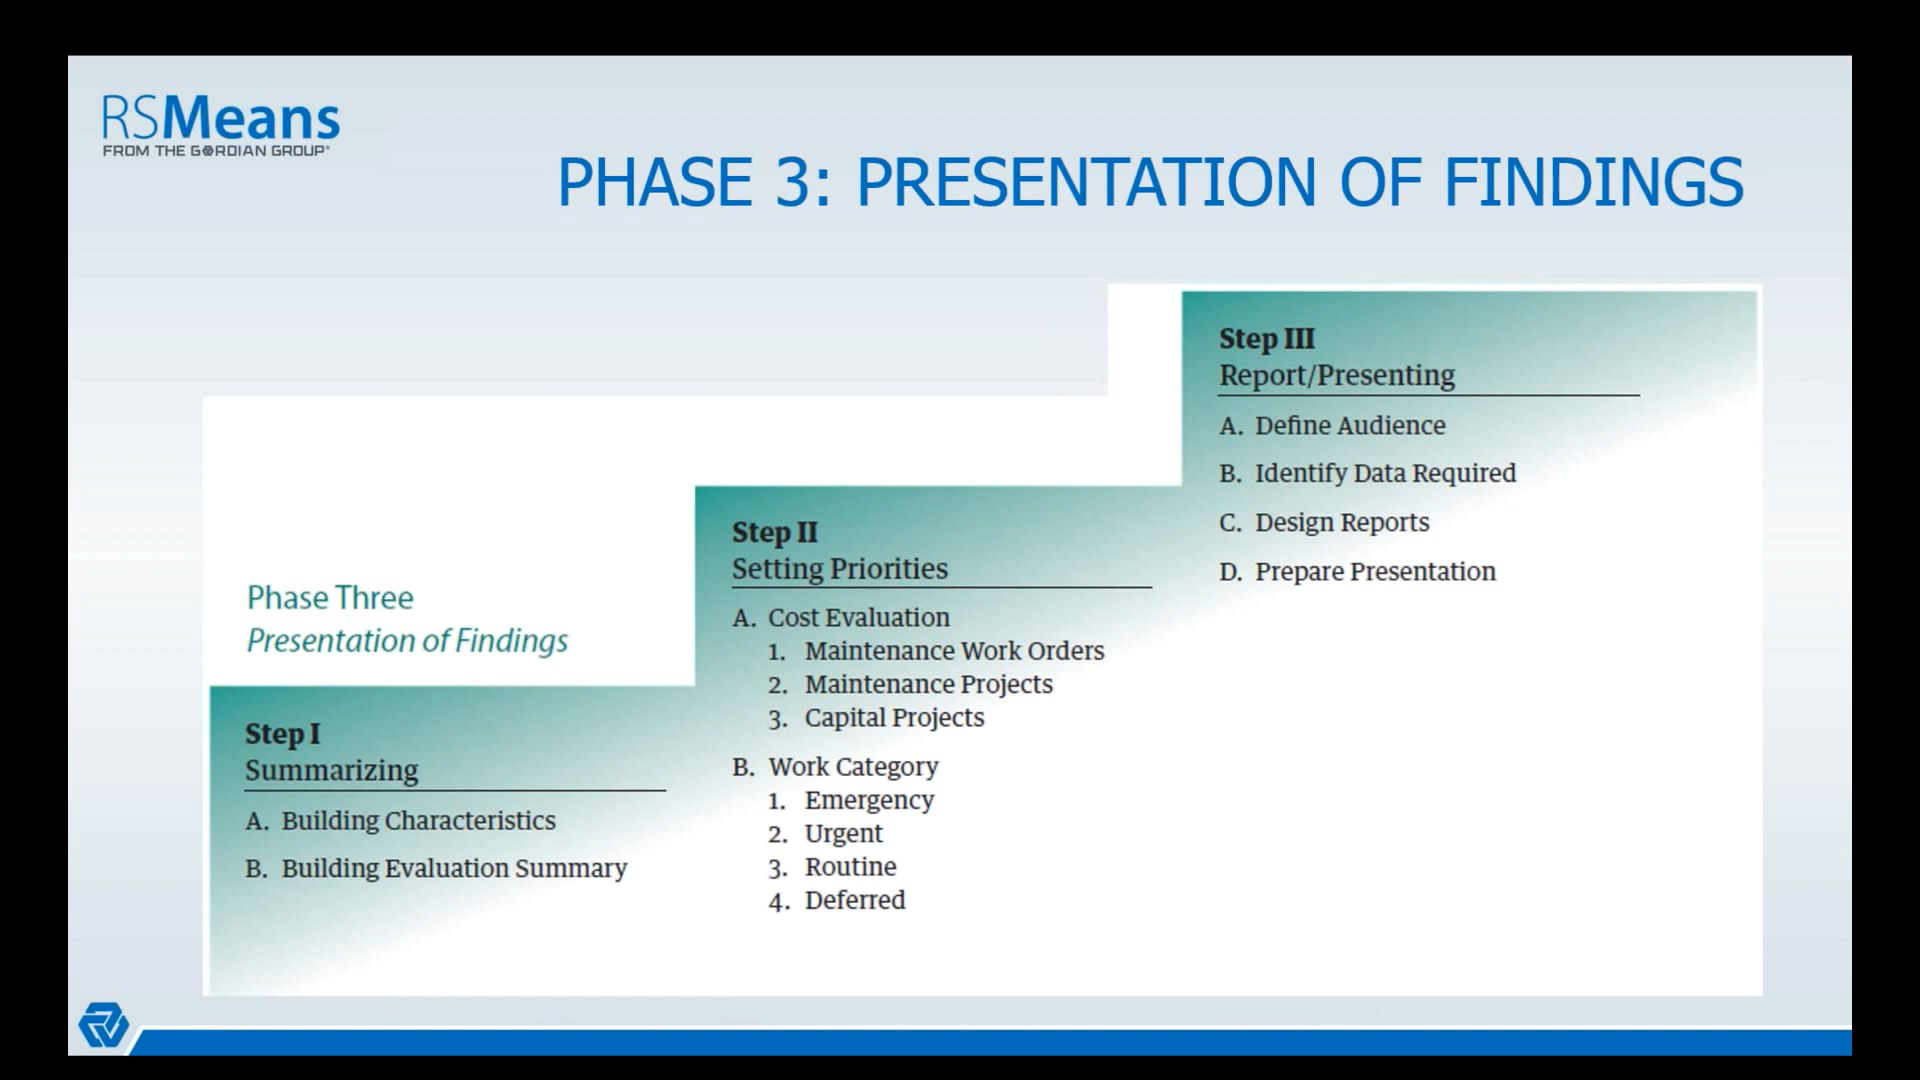 RSMeans
FROM THE GORDIAN GROUP®
PHASE 3: PRESENTATION OF FINDINGS
Phase Three
Presentation of Findings
Step I
Summarizing
A. Building Characteristics
B. Building Evaluation Summary
Step II
Setting Priorities
A. Cost Evaluation
1. Maintenance Work Orders
2. Maintenance Projects
3. Capital Projects
B. Work Category
1. Emergency
2. Urgent
3. Routine
4. Deferred
Step III
Report/Presenting
A. Define Audience
B. Identify Data Required
C. Design Reports
D. Prepare Presentation